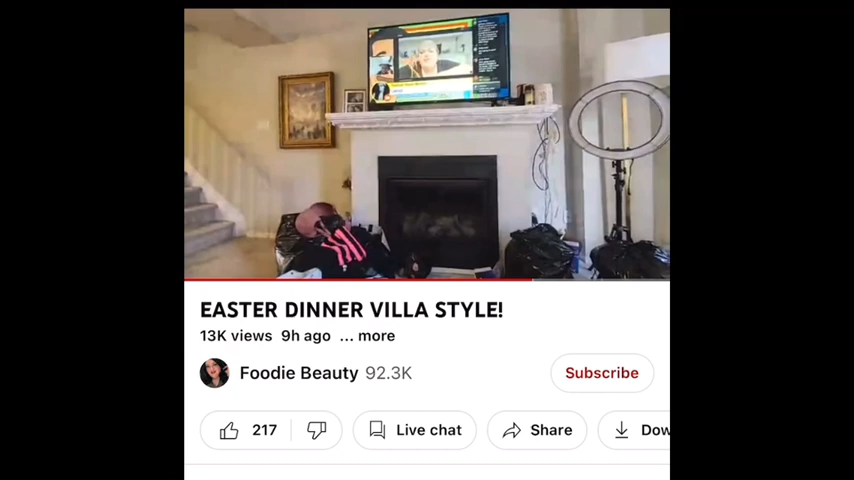 EASTER DINNER VILLA STYLE!
13K views 9h ago ... more
Foodie Beauty 92.3K
Subscribe
217
Live chat
Share
Dow